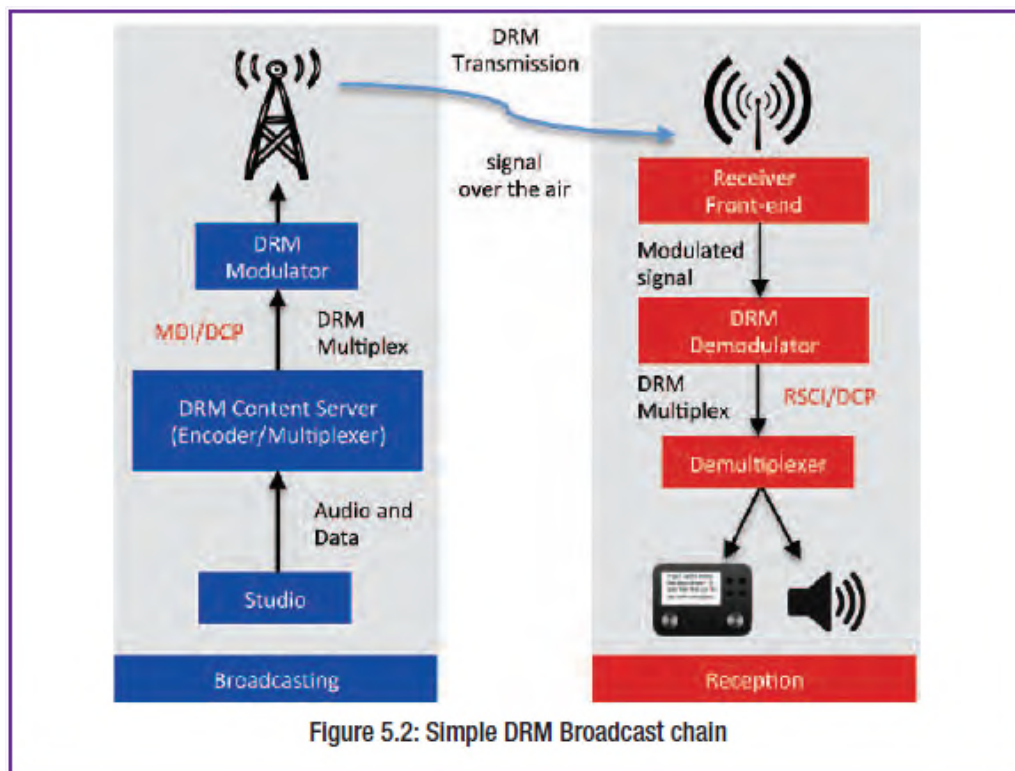 DRM
Transmission
signal
over the air
DRM
Modulator
MDI/DCP
DRM
Multiplex
DRM Content Server
(Encoder/Multiplexer)
Audio and
Data
Studio
Broadcasting
Receiver
Front-end
Modulated
signal
DRM
Demodulator
DRM
Multiplex
RSCI/DCP
Demultiplexer
Reception
Figure 5.2: Simple DRM Broadcast chain